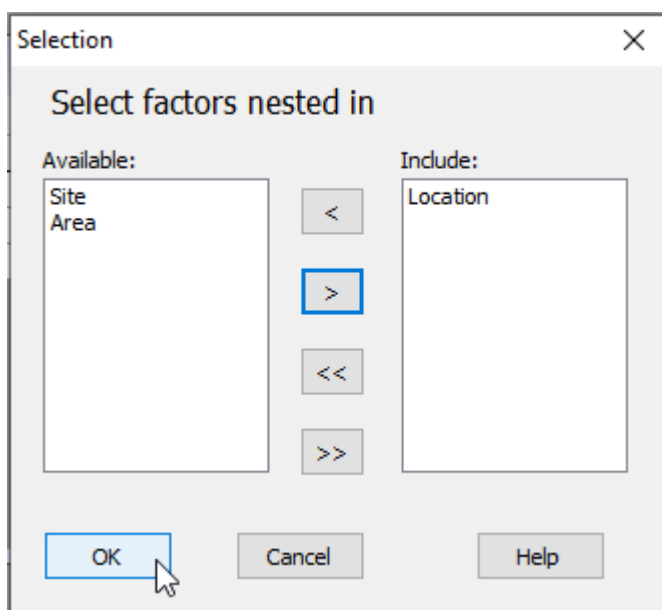 Selection
Select factors nested in
Available:
Include:
Site
Area
Location
<
>
<<
>>
OK
Cancel
Help